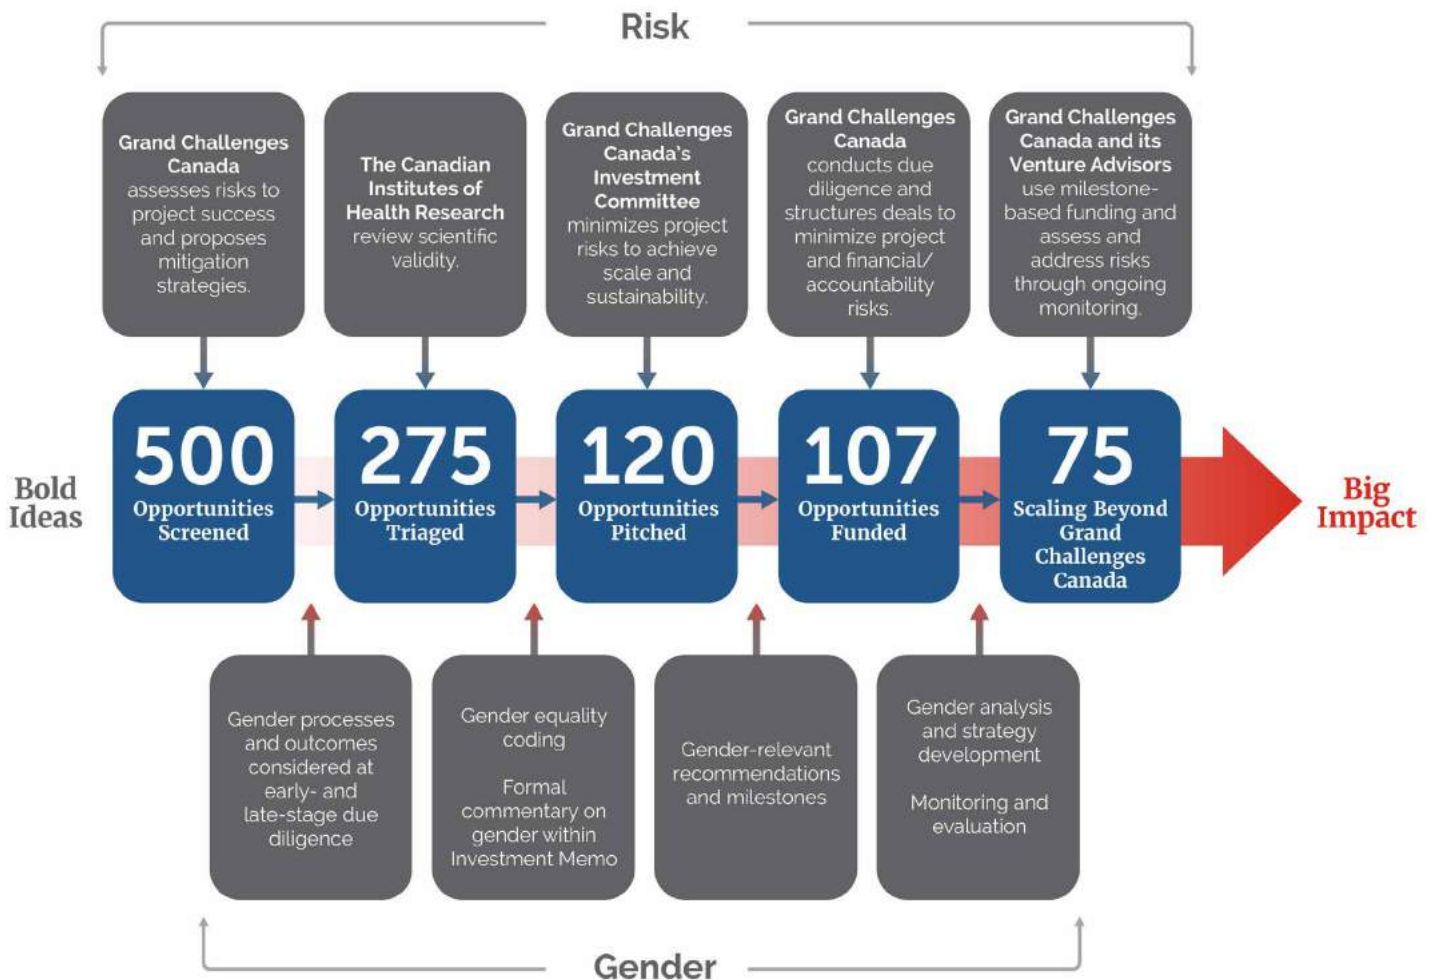 Risk
Grand Challenges
Canada
assesses risks to
project success
and proposes
mitigation
strategies.
The Canadian
Institutes of
Health Research
review scientific
validity.
Grand Challenges
Canada's
Investment
Committee
minimizes project
risks to achieve
scale and
sustainability.
Grand Challenges
Canada
conducts due
diligence and
structures deals to
minimize project
and financial/
accountability
risks.
Grand Challenges
Canada and its
Venture Advisors
use milestone-
based funding and
assess and
address risks
through ongoing
monitoring.
Bold
Ideas
500
Opportunities
Screened
275
Opportunities
Triaged
120
Opportunities
Pitched
107
Opportunities
Funded
75
Scaling Beyond
Grand
Challenges
Canada
Big
Impact
Gender processes
and outcomes
considered at
early- and
late-stage due
diligence
Gender equality
coding
Formal
commentary on
gender within
Investment Memo
Gender-relevant
recommendations
and milestones
Gender analysis
and strategy
development
Monitoring and
evaluation
Gender